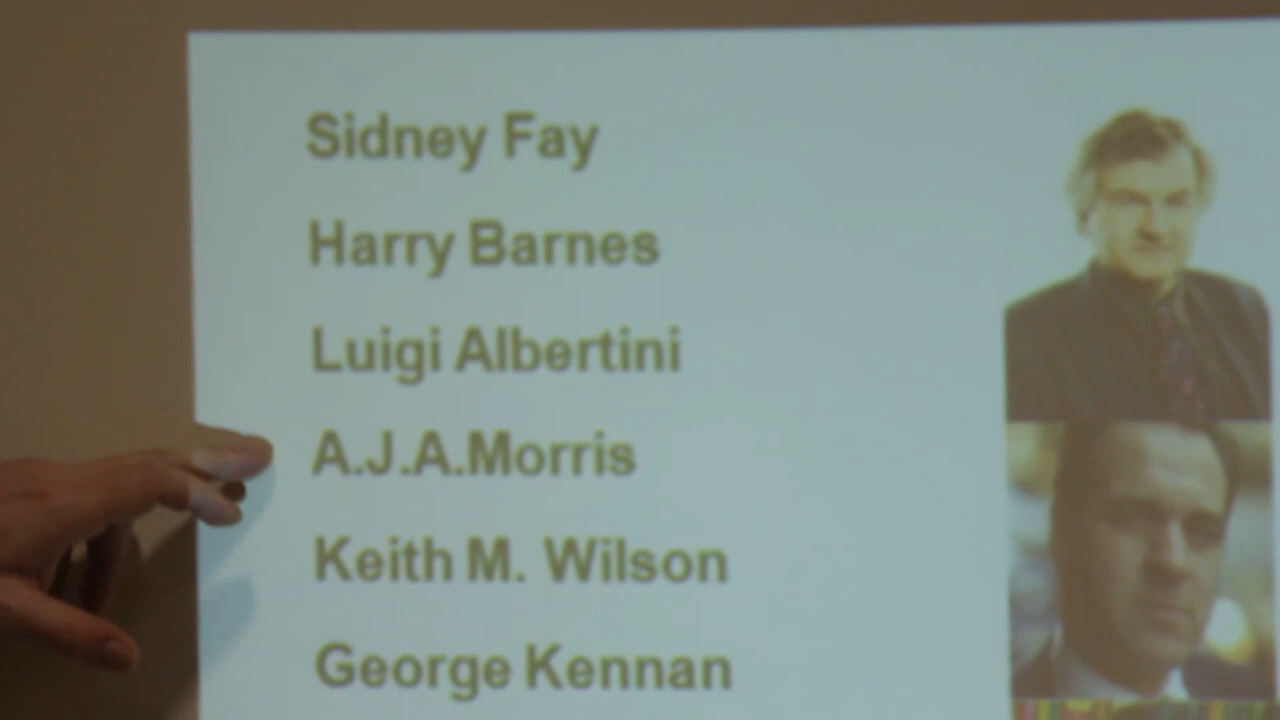 Sidney Fay
Harry Barnes
Luigi Albertini
A.J.A.Morris
Keith M. Wilson
George Kennan